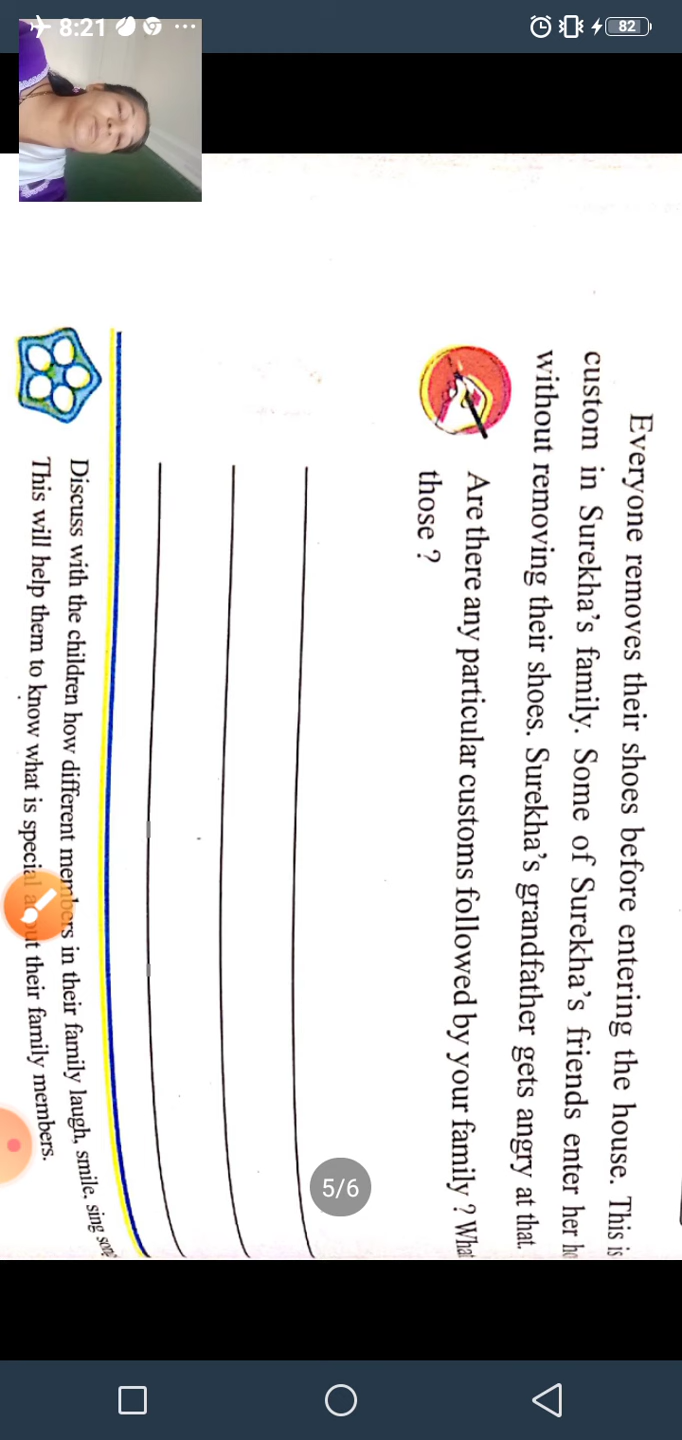 8:21
82
Everyone removes their shoes before entering the house. This is
custom in Surekha's family. Some of Surekha's friends enter her
without removing their shoes. Surekha's grandfather gets angry at that.
Are there any particular customs followed by your family ? What
those ?
5/6
Discuss with the children how different members in their family laugh, smile, sing
This will help them to know what is special about their family members.